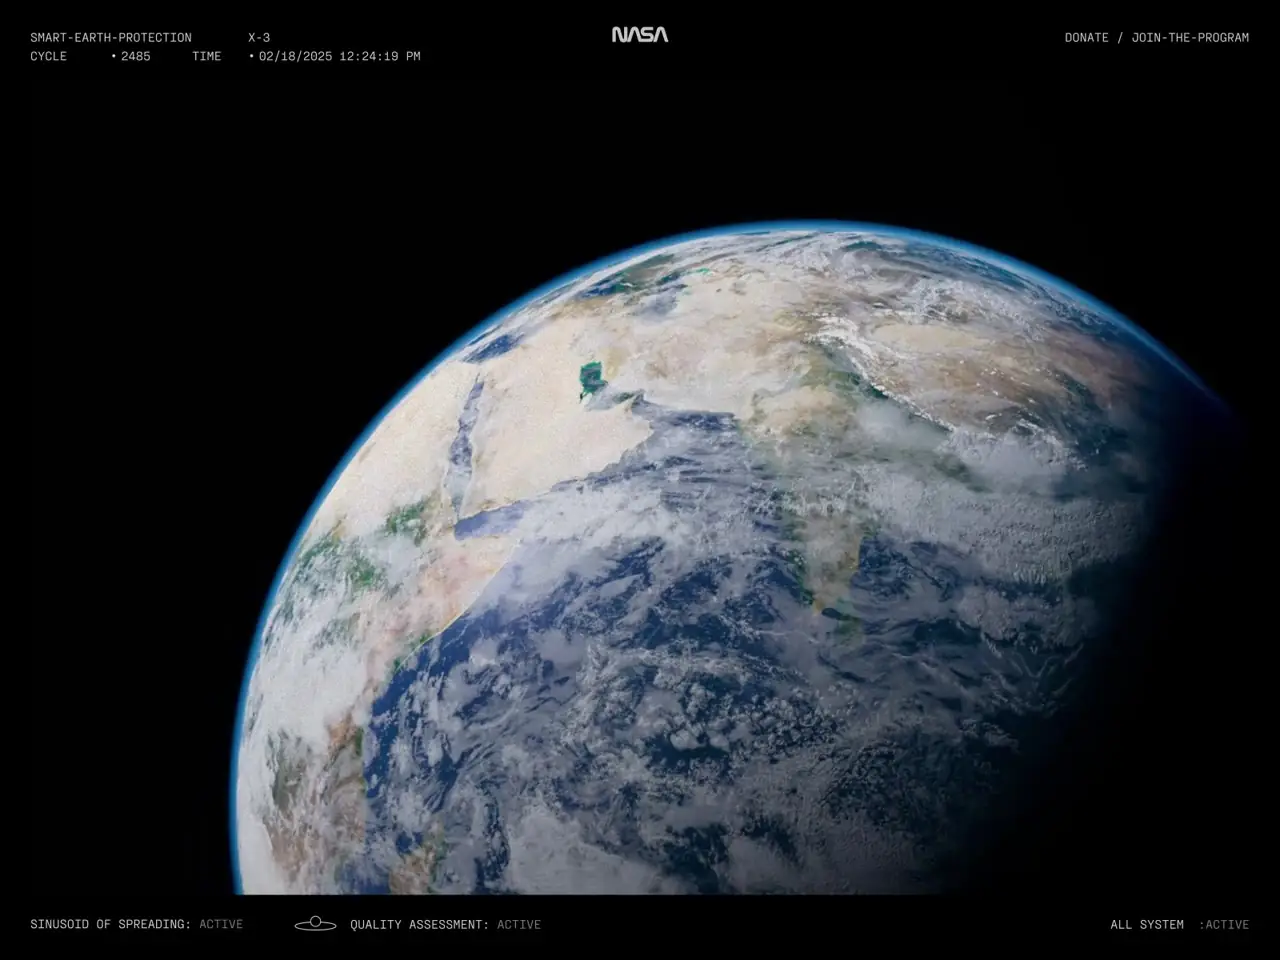 SMART-EARTH-PROTECTION X-3
CYCLE • 2485 TIME • 02/18/2025 12:24:19 PM
NASA
DONATE / JOIN-THE-PROGRAM
SINUSOID OF SPREADING: ACTIVE
QUALITY ASSESSMENT: ACTIVE
ALL SYSTEM :ACTIVE